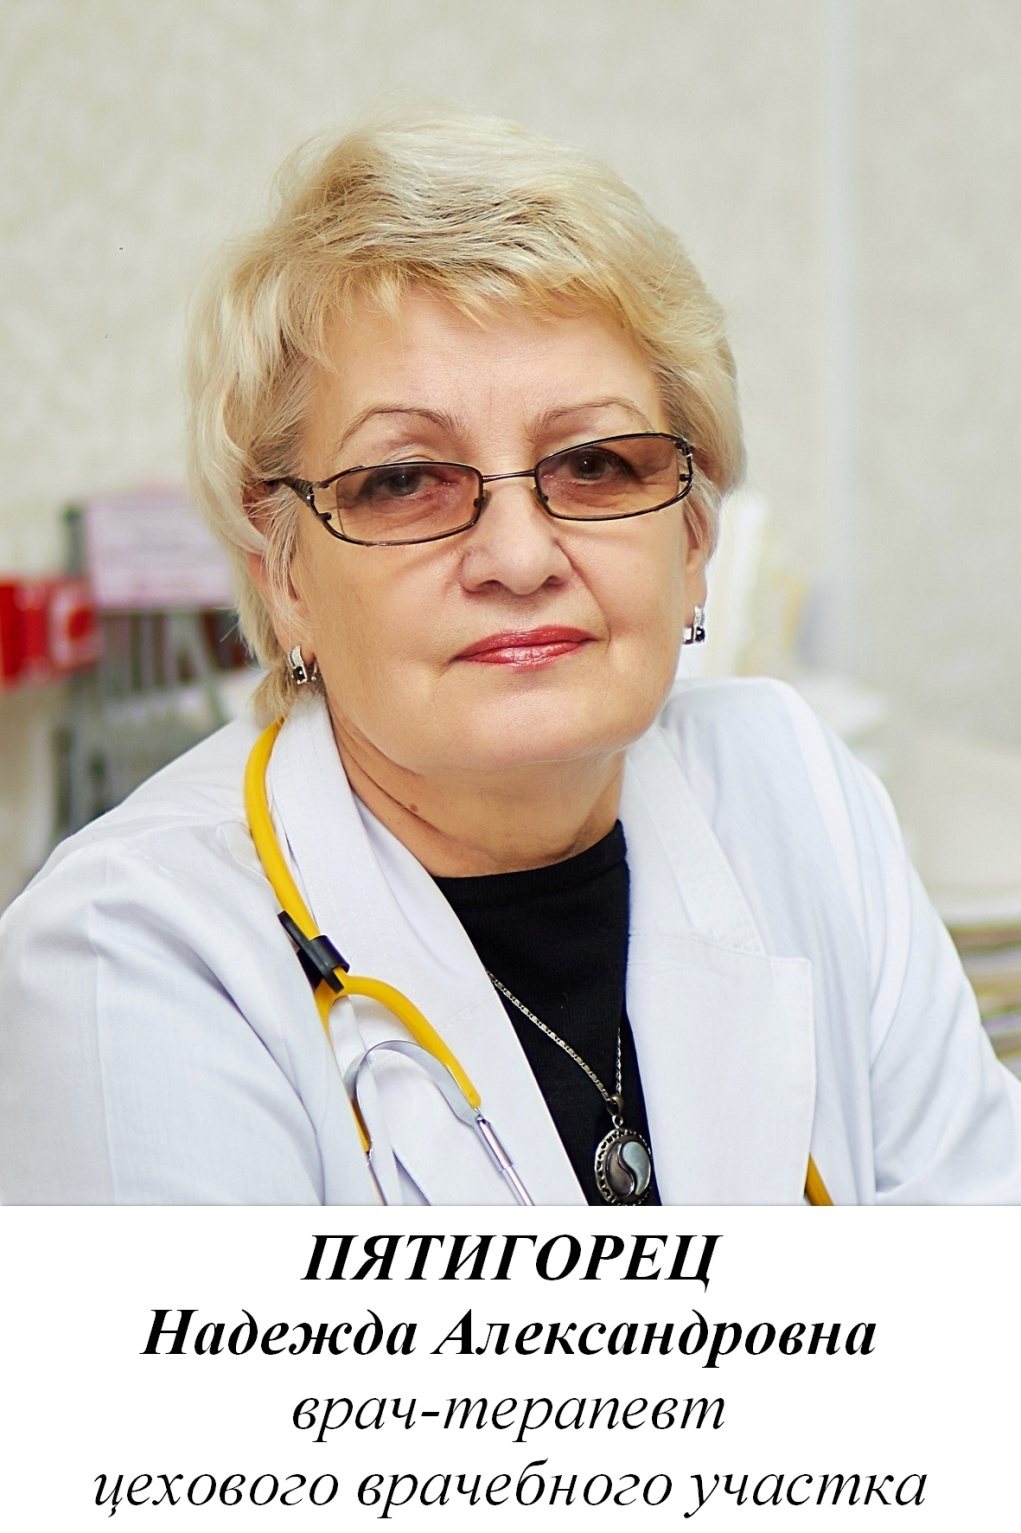 ПЯТИГОРЕЦ
Надежда Александровна
врач-терапевт
цехового врачебного участка